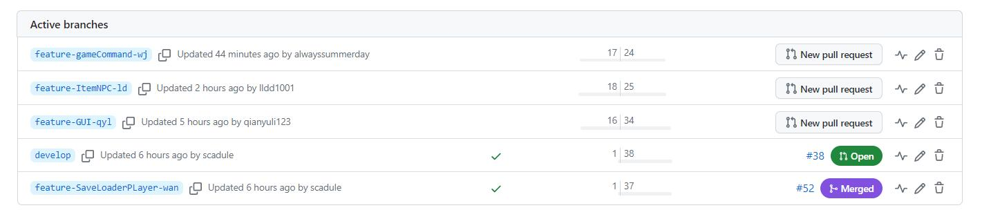 Active branches
feature-gameCommand-wj Updated 44 minutes ago by alwayssummerday 17 24 New pull request
feature-ItemNPC-ld Updated 2 hours ago by lldd1001 18 25 New pull request
feature-GUI-qyl Updated 5 hours ago by qianyuli123 16 34 New pull request
develop Updated 6 hours ago by scadule 1 38 #38 Open
feature-SaveLoaderPLayer-wan Updated 6 hours ago by scadule 1 37 #52 Merged